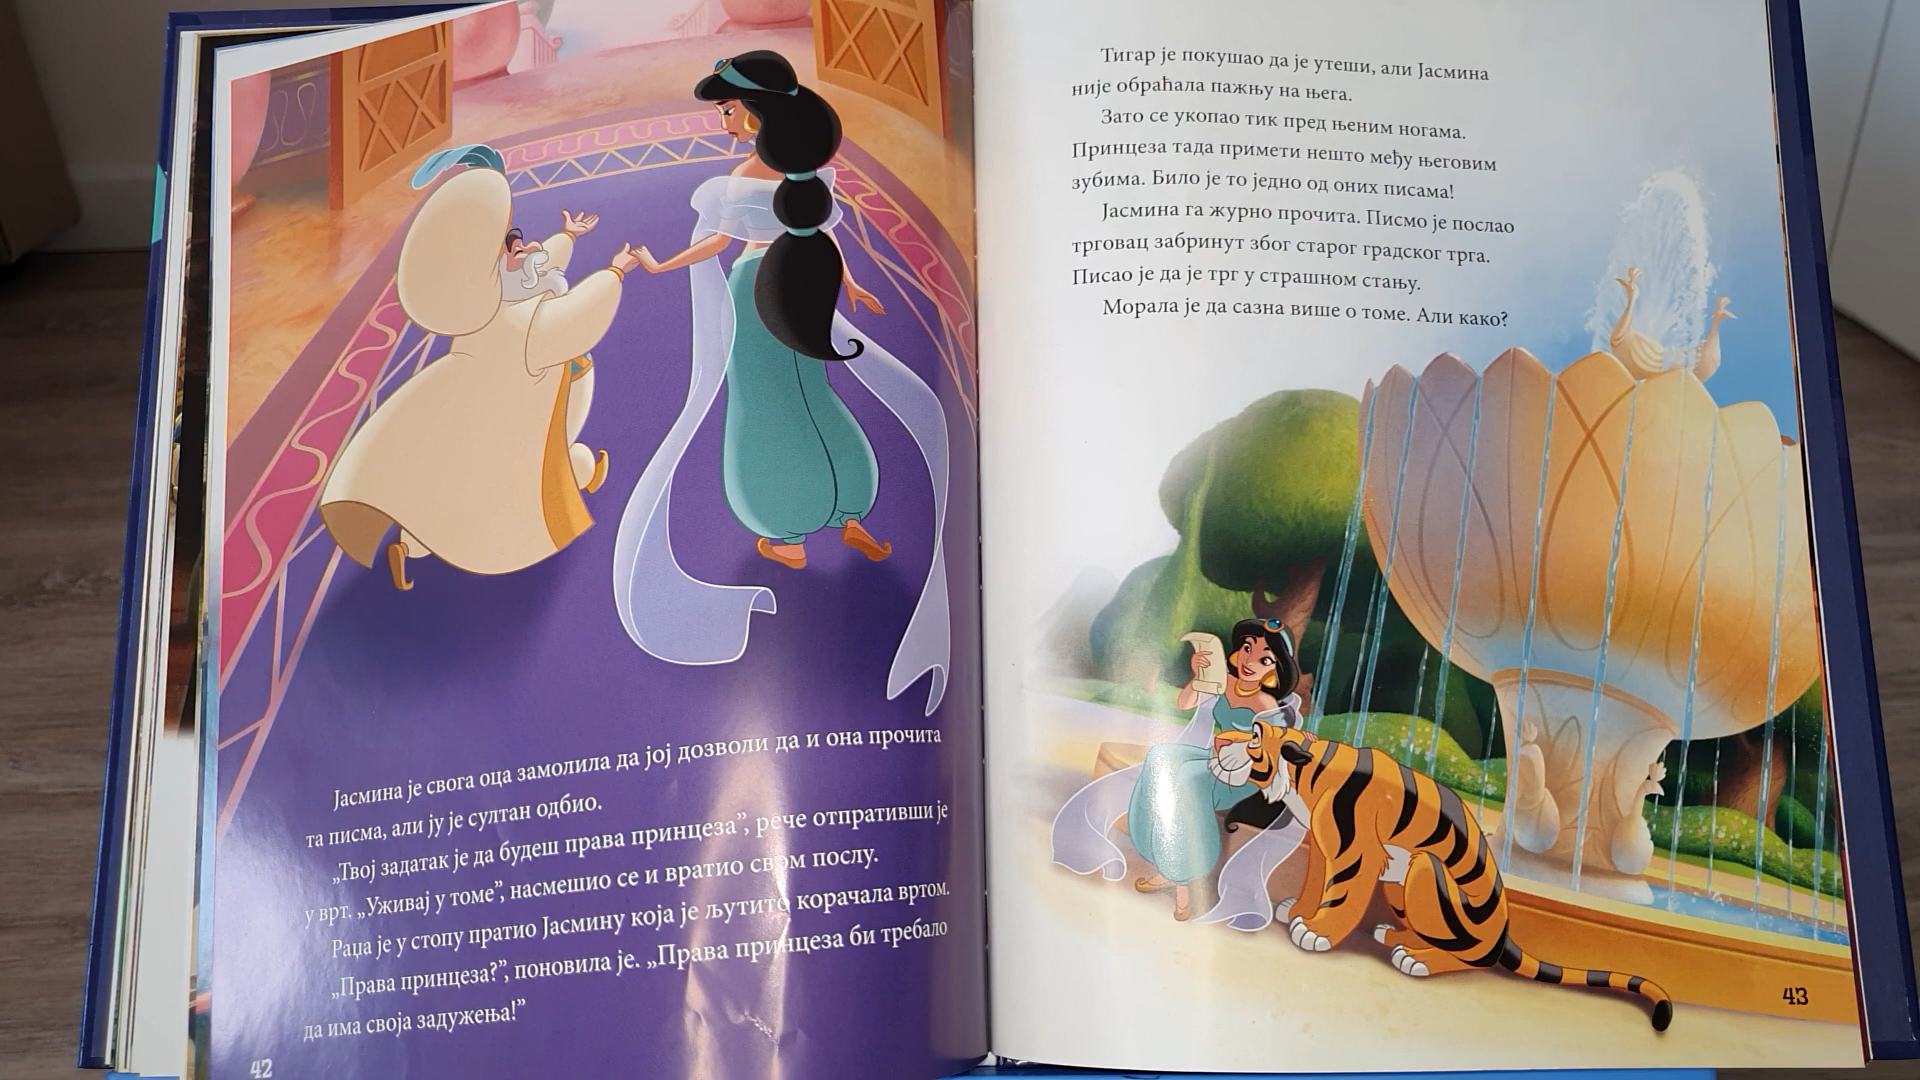 Јасмина је свога оца замолила да јој дозволи да и она прочита
та писма, али ју је султан одбио.
„Твој задатак је да будеш права принцеза”, рече отпративши је
у врт. „Уживај у томе”, насмешио се и вратио свом послу.
Раџа је у стопу пратио Јасмину која је љутито корачала вртом.
„Права принцеза?”, поновила је. „Права принцеза би требало
да има своја задужења!”
42
Тигар је покушао да је утеши, али Јасмина
није обраћала пажњу на њега.
Зато се укопао тик пред њеним ногама.
Принцеза тада примети нешто међу његовим
зубима. Било је то једно од оних писама!
Јасмина га журно прочита. Писмо је послао
трговац забринут због старог градског трга.
Писао је да је трг у страшном стању.
Морала је да сазна више о томе. Али како?
43